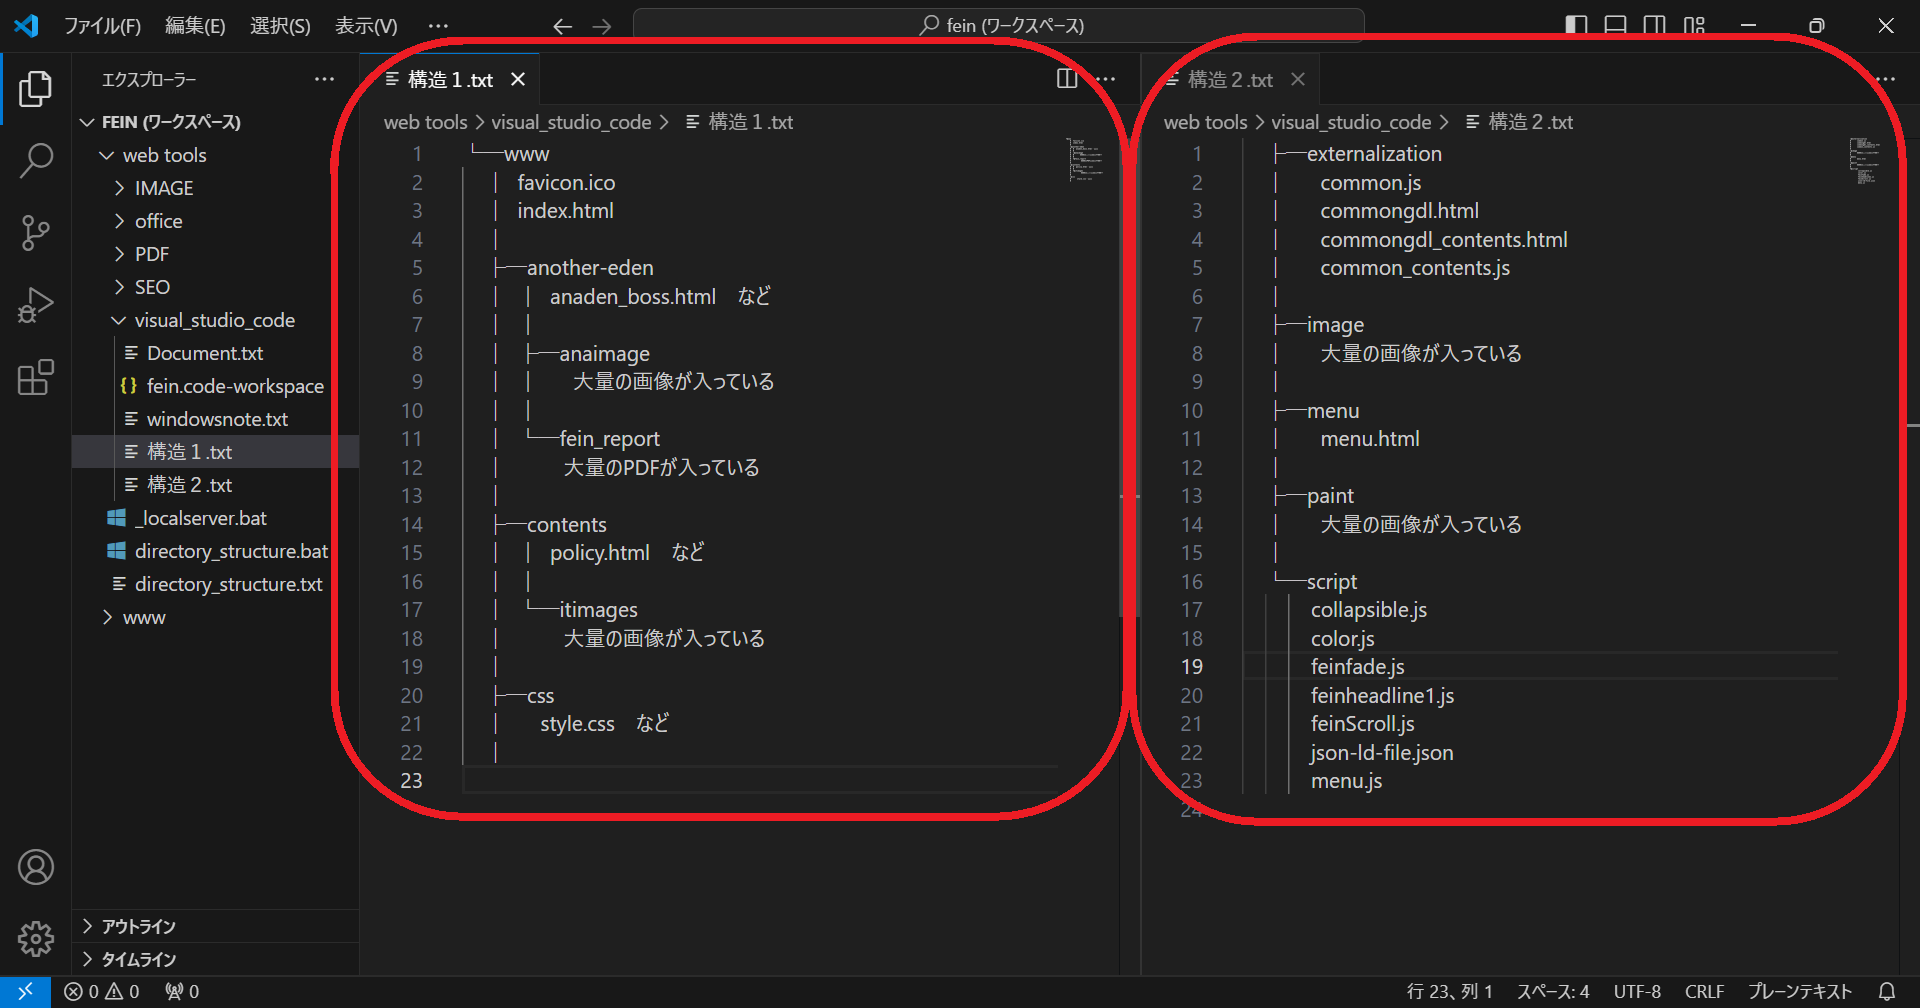 ファイル(F) 編集(E) 選択(S) 表示(V) ··· fein (ワークスペース)
エクスプローラー
FEIN (ワークスペース)
web tools
IMAGE
office
PDF
SEO
visual_studio_code
Document.txt
{} fein.code-workspace
windowsnote.txt
構造１.txt
構造２.txt
_localserver.bat
directory_structure.bat
directory_structure.txt
www
アウトライン
タイムライン
構造１.txt
web tools > visual_studio_code > 構造１.txt
1 └──www
2 │ favicon.ico
3 │ index.html
4 │
5 ├──another-eden
6 │ │ anaden_boss.html　など
7 │ │
8 │ ├──anaimage
9 │ │ 大量の画像が入っている
10 │ │
11 │ └──fein_report
12 │ 大量のPDFが入っている
13 │
14 ├──contents
15 │ │ policy.html　など
16 │ │
17 │ └──itimages
18 │ 大量の画像が入っている
19 │
20 ├──css
21 │ style.css　など
22 │
23
構造２.txt
web tools > visual_studio_code > 構造２.txt
1 ├──externalization
2 │ common.js
3 │ commongdl.html
4 │ commongdl_contents.html
5 │ common_contents.js
6 │
7 ├──image
8 │ 大量の画像が入っている
9 │
10 ├──menu
11 │ menu.html
12 │
13 ├──paint
14 │ 大量の画像が入っている
15 │
16 └──script
17 collapsible.js
18 color.js
19 feinfade.js
20 feinheadline1.js
21 feinScroll.js
22 json-ld-file.json
23 menu.js
24
0 0 0 行 23、列 1 スペース: 4 UTF-8 CRLF プレーンテキスト